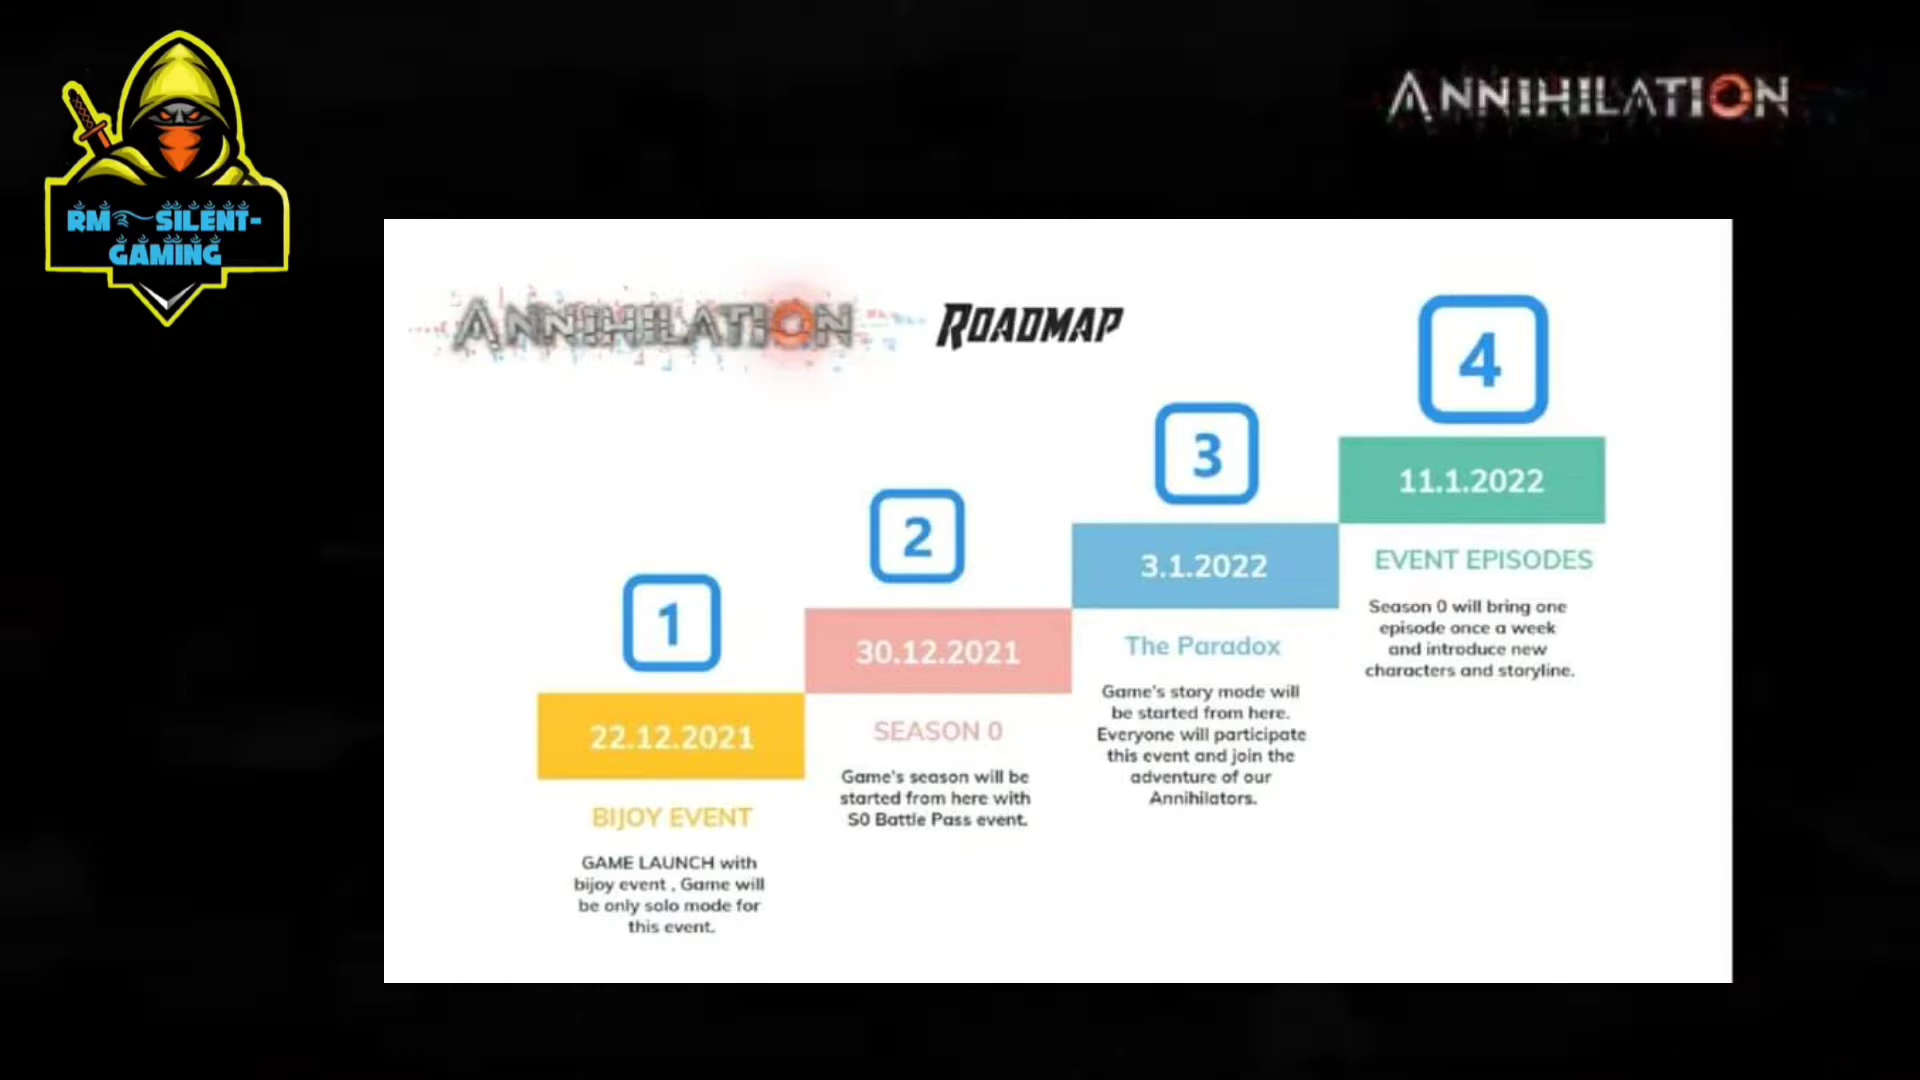 RM SILENT-
GAMING
ANNIHILATION
ANNIHILATION ROADMAP
1
22.12.2021
BIJOY EVENT
GAME LAUNCH with
bijoy event , Game will
be only solo mode for
this event.
2
30.12.2021
SEASON 0
Game's season will be
started from here with
S0 Battle Pass event.
3
3.1.2022
The Paradox
Game's story mode will
be started from here.
Everyone will participate
this event and join the
adventure of our
Annihilators.
4
11.1.2022
EVENT EPISODES
Season 0 will bring one
episode once a week
and introduce new
characters and storyline.